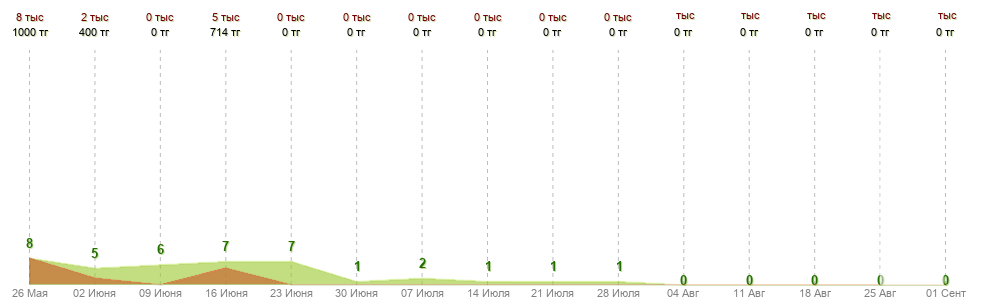 8 тыс 2 тыс 0 тыс 5 тыс 0 тыс 0 тыс 0 тыс 0 тыс 0 тыс 0 тыс тыс тыс тыс тыс тыс
1000 тг 400 тг 0 тг 714 тг 0 тг 0 тг 0 тг 0 тг 0 тг 0 тг 0 тг 0 тг 0 тг 0 тг 0 тг
8 5 6 7 7 1 2 1 1 1 0 0 0 0 0
26 Мая 02 Июня 09 Июня 16 Июня 23 Июня 30 Июня 07 Июля 14 Июля 21 Июля 28 Июля 04 Авг 11 Авг 18 Авг 25 Авг 01 Сент